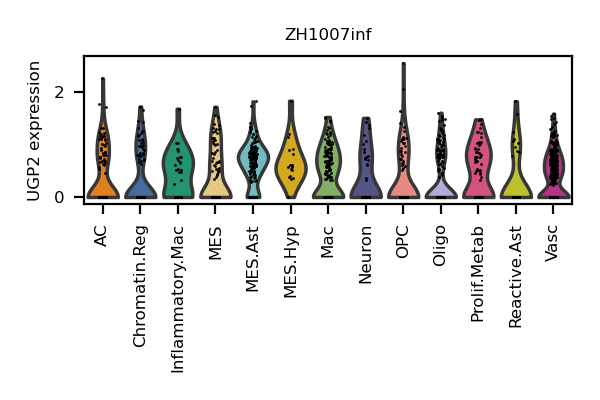 ZH1007inf
UGP2 expression
2
0
AC
Chromatin.Reg
Inflammatory.Mac
MES
MES.Ast
MES.Hyp
Mac
Neuron
OPC
Oligo
Prolif.Metab
Reactive.Ast
Vasc